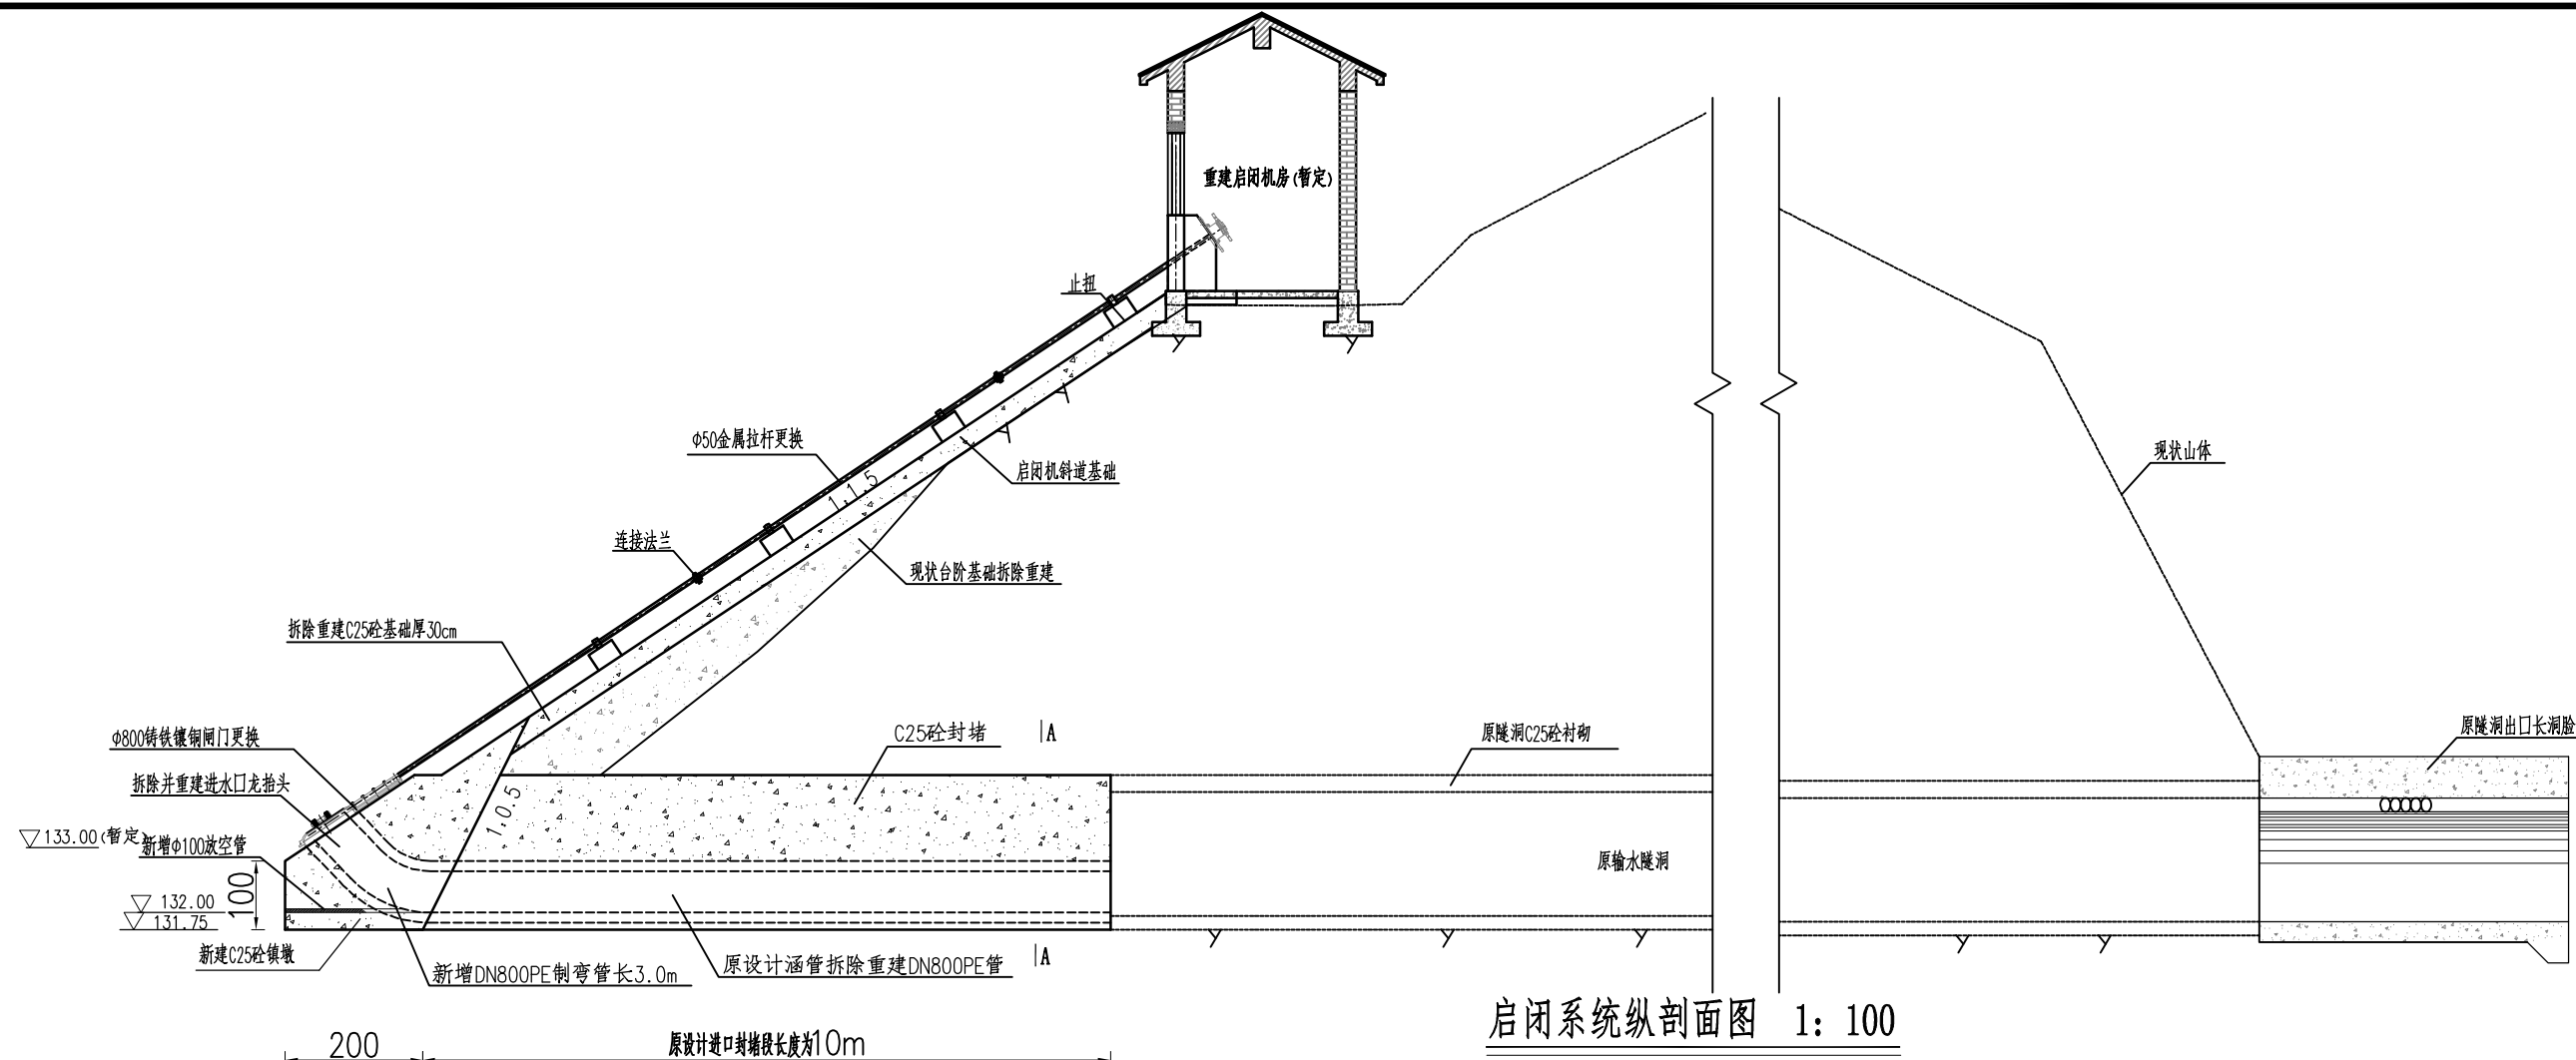 重建启闭机房(暂定)
止扭
Φ50金属拉杆更换
1:1.5
启闭机斜道基础
现状山体
连接法兰
现状台阶基础拆除重建
拆除重建C25砼基础厚30cm
Φ800铸铁镶铜闸门更换
C25砼封堵
A
原隧洞C25砼衬砌
原隧洞出口长洞脸
拆除并重建进水口龙抬头
1:0.5
133.00(暂定)
新增Φ100放空管
原输水隧洞
100
132.00
131.75
新建C25砼镇墩
新增DN800PE制弯管长3.0m
原设计涵管拆除重建DN800PE管
A
启闭系统纵剖面图 1: 100
200
原设计进口封堵段长度为10m